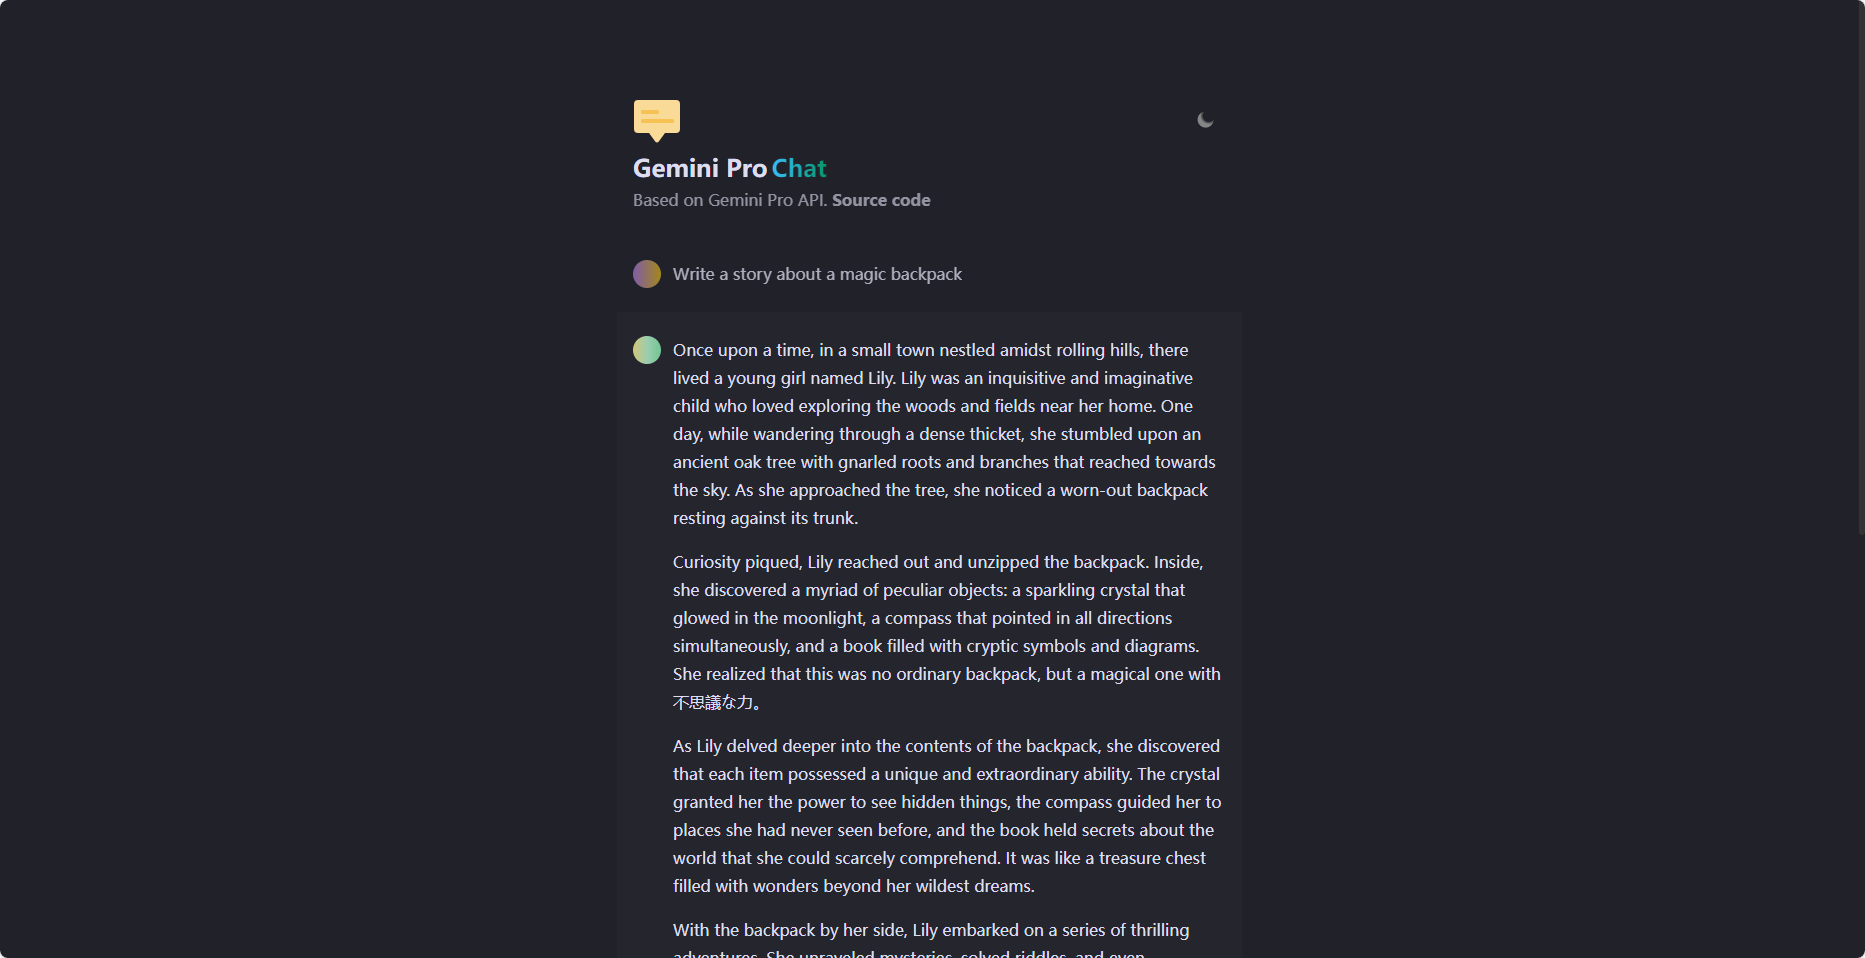 Gemini Pro Chat
Based on Gemini Pro API. Source code
Write a story about a magic backpack
Once upon a time, in a small town nestled amidst rolling hills, there
lived a young girl named Lily. Lily was an inquisitive and imaginative
child who loved exploring the woods and fields near her home. One
day, while wandering through a dense thicket, she stumbled upon an
ancient oak tree with gnarled roots and branches that reached towards
the sky. As she approached the tree, she noticed a worn-out backpack
resting against its trunk.
Curiosity piqued, Lily reached out and unzipped the backpack. Inside,
she discovered a myriad of peculiar objects: a sparkling crystal that
glowed in the moonlight, a compass that pointed in all directions
simultaneously, and a book filled with cryptic symbols and diagrams.
She realized that this was no ordinary backpack, but a magical one with
不思議な力。
As Lily delved deeper into the contents of the backpack, she discovered
that each item possessed a unique and extraordinary ability. The crystal
granted her the power to see hidden things, the compass guided her to
places she had never seen before, and the book held secrets about the
world that she could scarcely comprehend. It was like a treasure chest
filled with wonders beyond her wildest dreams.
With the backpack by her side, Lily embarked on a series of thrilling
adventures. She unraveled mysteries, solved riddles, and even